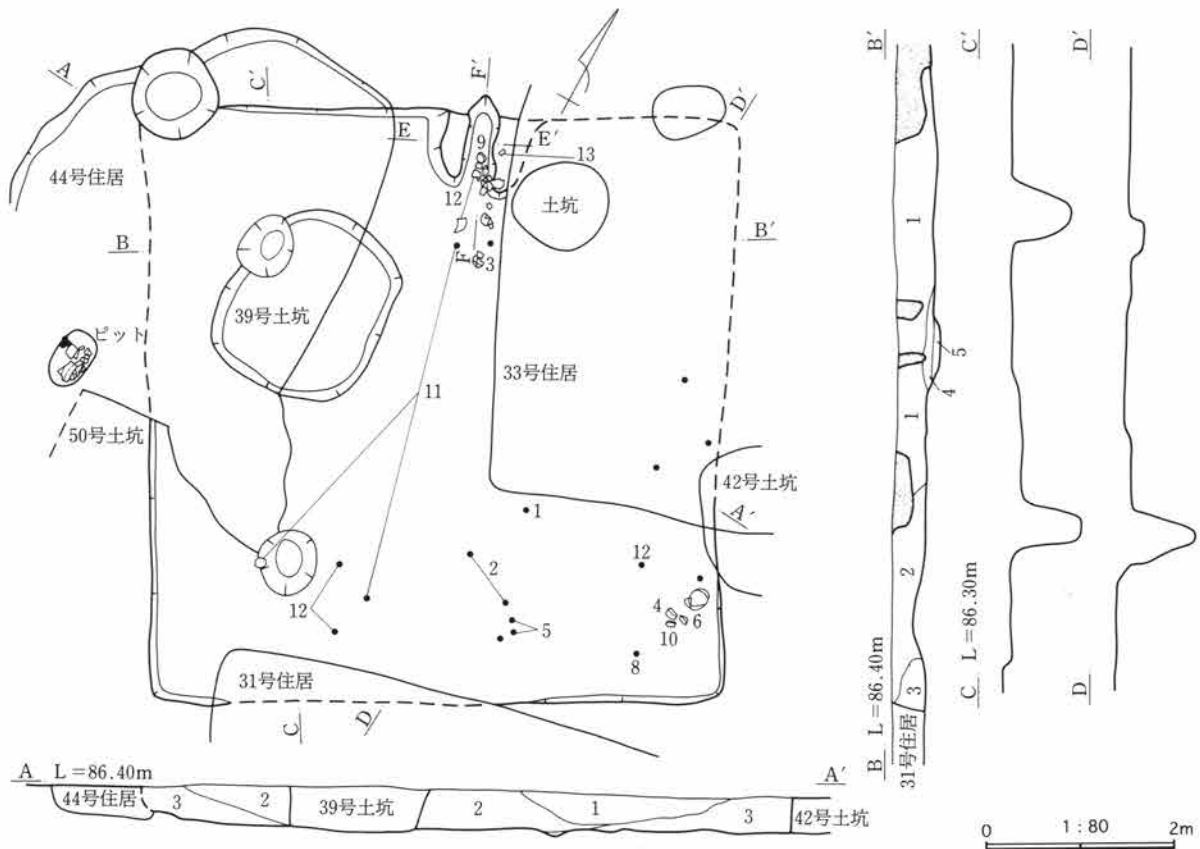 A
C'
F'
D'
E
E'
9
13
44号住居
12
土坑
B
B'
F
3
39号土坑
ピット
33号住居
11
50号土坑
42号土坑
A'
1
12
2
12
4
6
5
10
8
31号住居
C
D
A L=86.40m
A'
44号住居
3
2
39号土坑
2
1
3
42号土坑
B'
1
5
4
1
2
3
B L=86.40m
31号住居
C'
C L=86.30m
D'
D
0 1:80 2m